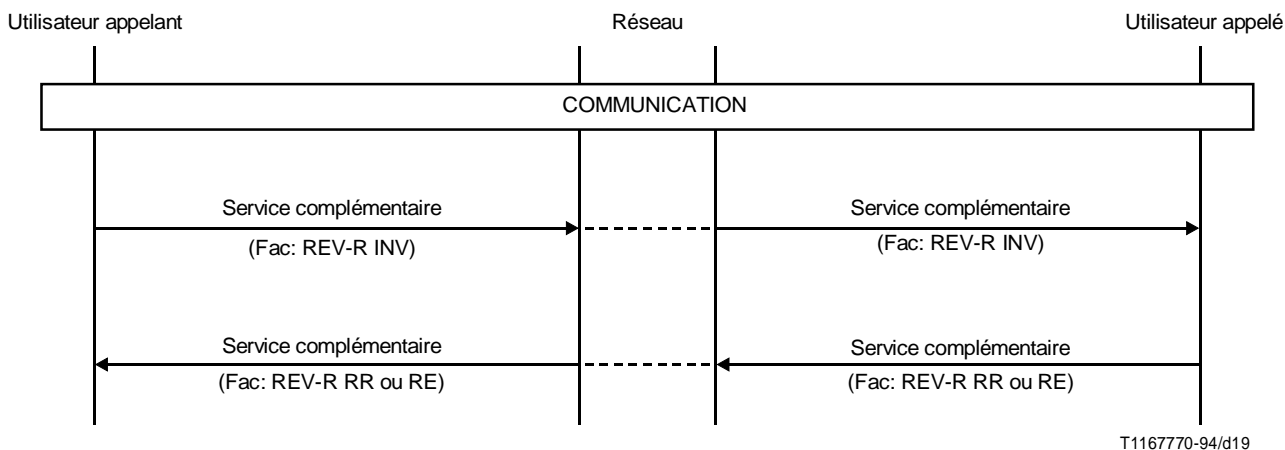 Utilisateur appelant
Réseau
Utilisateur appelé
COMMUNICATION
Service complémentaire
(Fac: REV-R INV)
Service complémentaire
(Fac: REV-R INV)
Service complémentaire
(Fac: REV-R RR ou RE)
Service complémentaire
(Fac: REV-R RR ou RE)
T1167770-94/d19